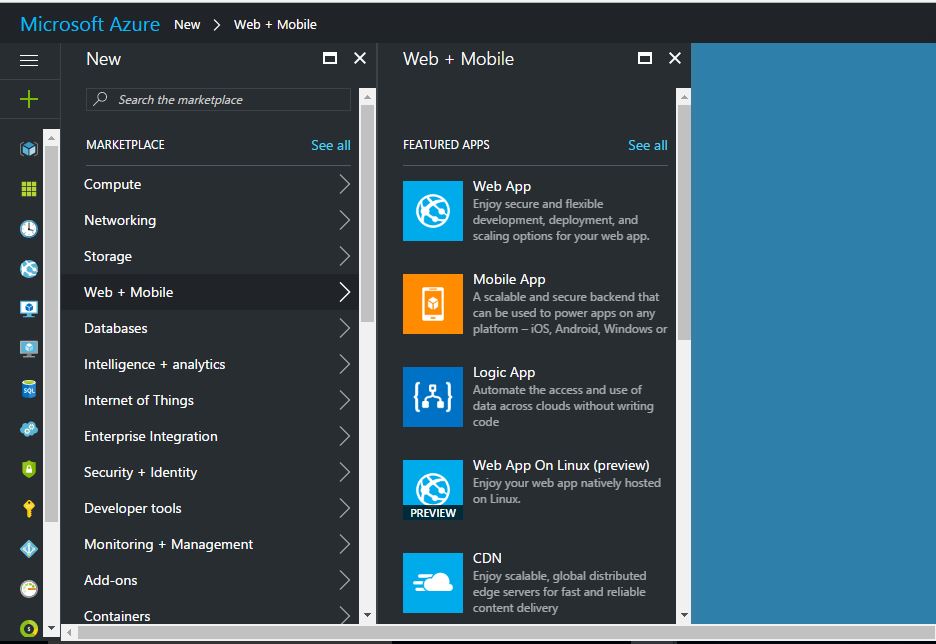 Microsoft Azure New > Web + Mobile
New
Search the marketplace
MARKETPLACE See all
Compute
Networking
Storage
Web + Mobile
Databases
Intelligence + analytics
Internet of Things
Enterprise Integration
Security + Identity
Developer tools
Monitoring + Management
Add-ons
Containers
Web + Mobile
FEATURED APPS See all
Web App
Enjoy secure and flexible
development, deployment, and
scaling options for your web app.
Mobile App
A scalable and secure backend that
can be used to power apps on any
platform – iOS, Android, Windows or
Logic App
Automate the access and use of
data across clouds without writing
code
Web App On Linux (preview)
Enjoy your web app natively hosted
on Linux.
PREVIEW
CDN
Enjoy scalable, global distributed
edge servers for fast and reliable
content delivery
SQL